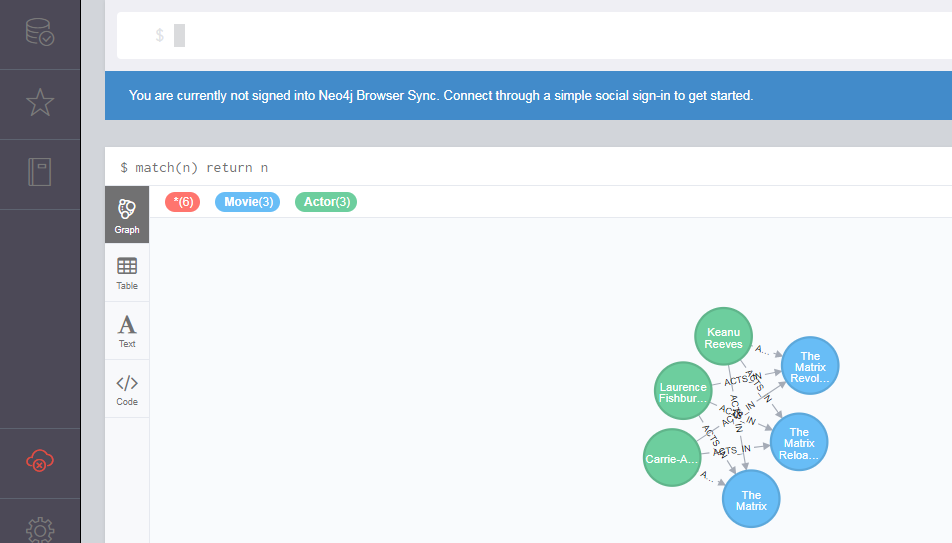 $
You are currently not signed into Neo4j Browser Sync. Connect through a simple social sign-in to get started.
$ match(n) return n
*(6) Movie(3) Actor(3)
Graph
Table
A
Text
</>
Code
Keanu
Reeves
A...
The
Matrix
Revol...
ACTS_IN
ACTS_IN
Laurence
Fishbur...
ACTS_IN
ACTS_IN
ACTS_IN
The
Matrix
Reloa...
ACTS_IN
Carrie-A...
ACTS_IN
A...
The
Matrix